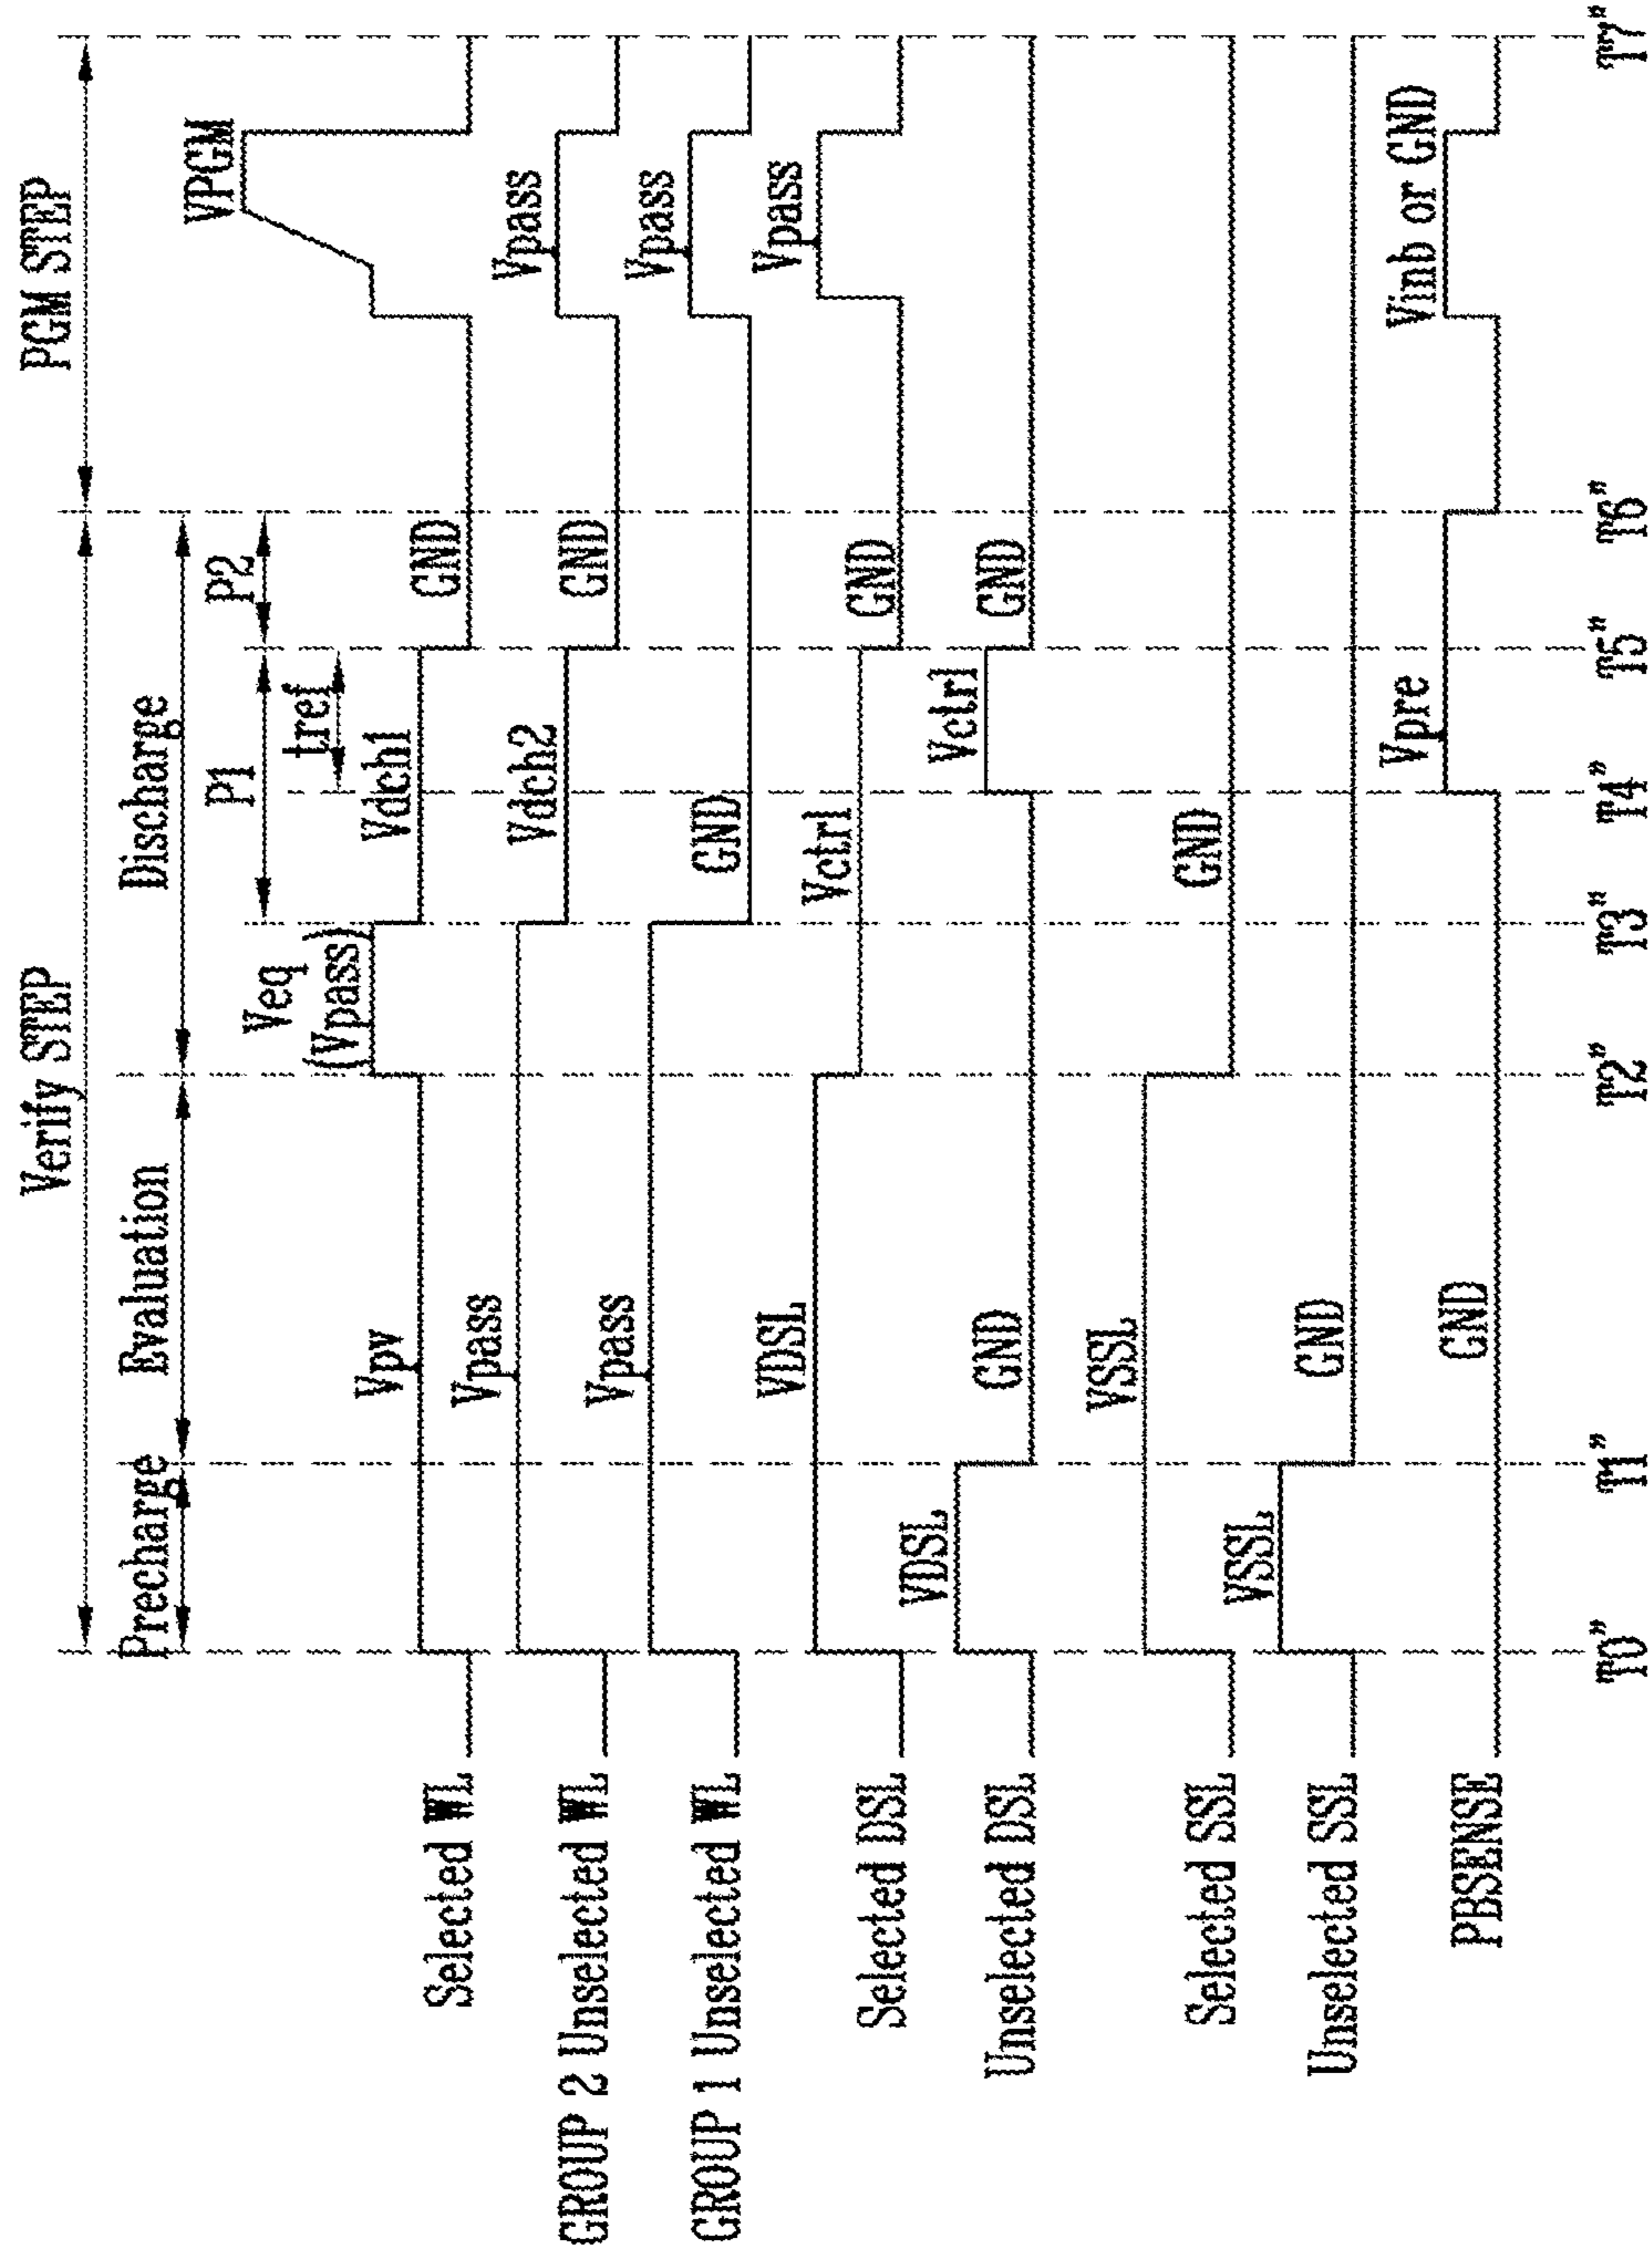 Verify STEP
PGM STEP
Precharge
Evaluation
Discharge
P1
P2
tref
Selected WL
Vpv
Veq
(Vpass)
Vdch1
GND
VPGM
GROUP 2 Unselected WL
Vpass
Vdch2
GND
Vpass
GROUP 1 Unselected WL
Vpass
GND
Vpass
Selected DSL
VDSL
Vctrl
GND
Vpass
Unselected DSL
VDSL
GND
Vctrl
GND
Selected SSL
VSSL
GND
Unselected SSL
VSSL
GND
PBSENSE
GND
Vpre
Vinb or GND
T0"
T1"
T2"
T3"
T4"
T5"
T6"
T7"